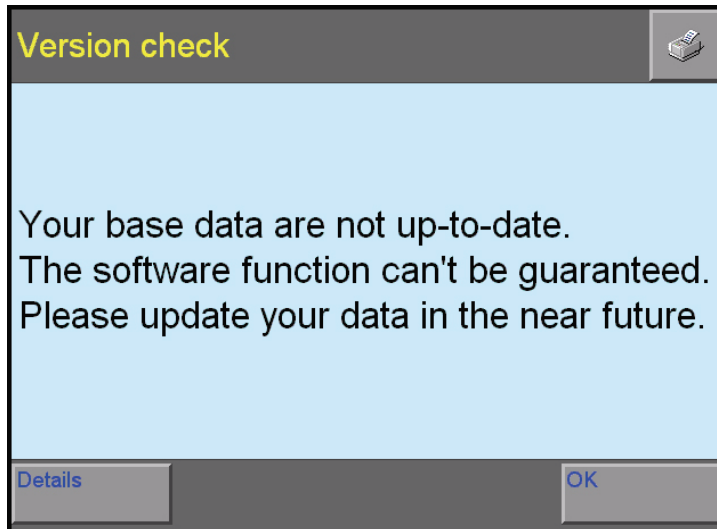 Version check
Your base data are not up-to-date.
The software function can't be guaranteed.
Please update your data in the near future.
Details
OK